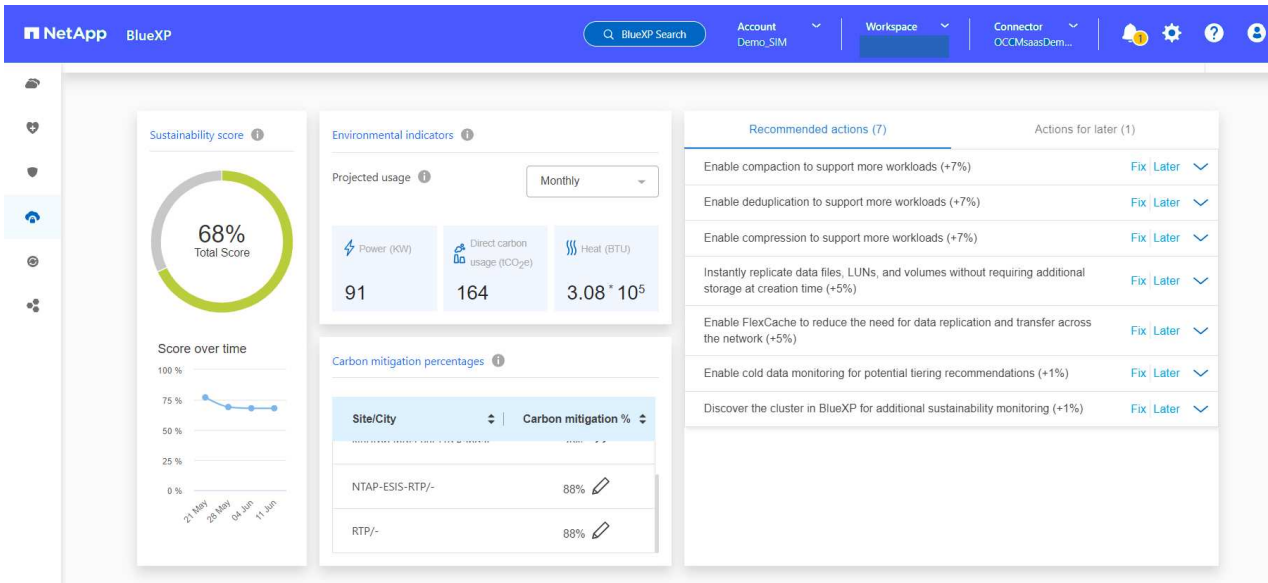 NetApp BlueXP
BlueXP Search
Account
Demo_SIM
Workspace
Connector
OCCMsaasDem...
1
Sustainability score
68%
Total Score
Score over time
100 %
75 %
50 %
25 %
0 %
21 May
28 May
04 Jun
11 Jun
Environmental indicators
Projected usage
Monthly
Power (KW)
91
Direct carbon
usage (tCO2e)
164
Heat (BTU)
3.08 * 10⁵
Carbon mitigation percentages
Site/City
Carbon mitigation %
NTAP-ESIS-RTP/-
88%
RTP/-
88%
Recommended actions (7)
Actions for later (1)
Enable compaction to support more workloads (+7%)
Fix Later
Enable deduplication to support more workloads (+7%)
Fix Later
Enable compression to support more workloads (+7%)
Fix Later
Instantly replicate data files, LUNs, and volumes without requiring additional
storage at creation time (+5%)
Fix Later
Enable FlexCache to reduce the need for data replication and transfer across
the network (+5%)
Fix Later
Enable cold data monitoring for potential tiering recommendations (+1%)
Fix Later
Discover the cluster in BlueXP for additional sustainability monitoring (+1%)
Fix Later